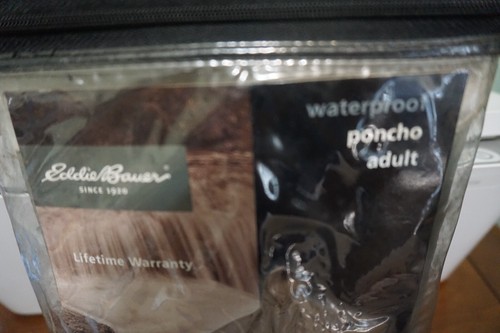 waterproof
poncho
adult
Eddie Bauer®
SINCE 1920
Lifetime Warranty